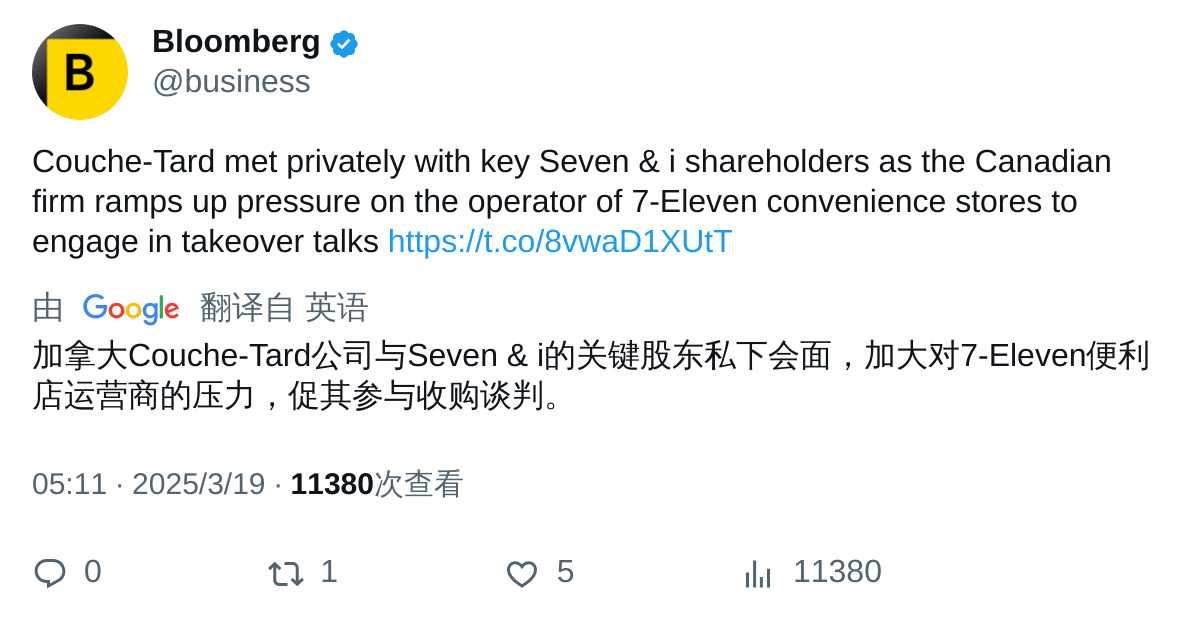 B
Bloomberg
@business
Couche-Tard met privately with key Seven & i shareholders as the Canadian
firm ramps up pressure on the operator of 7-Eleven convenience stores to
engage in takeover talks https://t.co/8vwaD1XUtT
由 Google 翻译自 英语
加拿大Couche-Tard公司与Seven & i的关键股东私下会面，加大对7-Eleven便利
店运营商的压力，促其参与收购谈判。
05:11 · 2025/3/19 · 11380次查看
0 1 5 11380